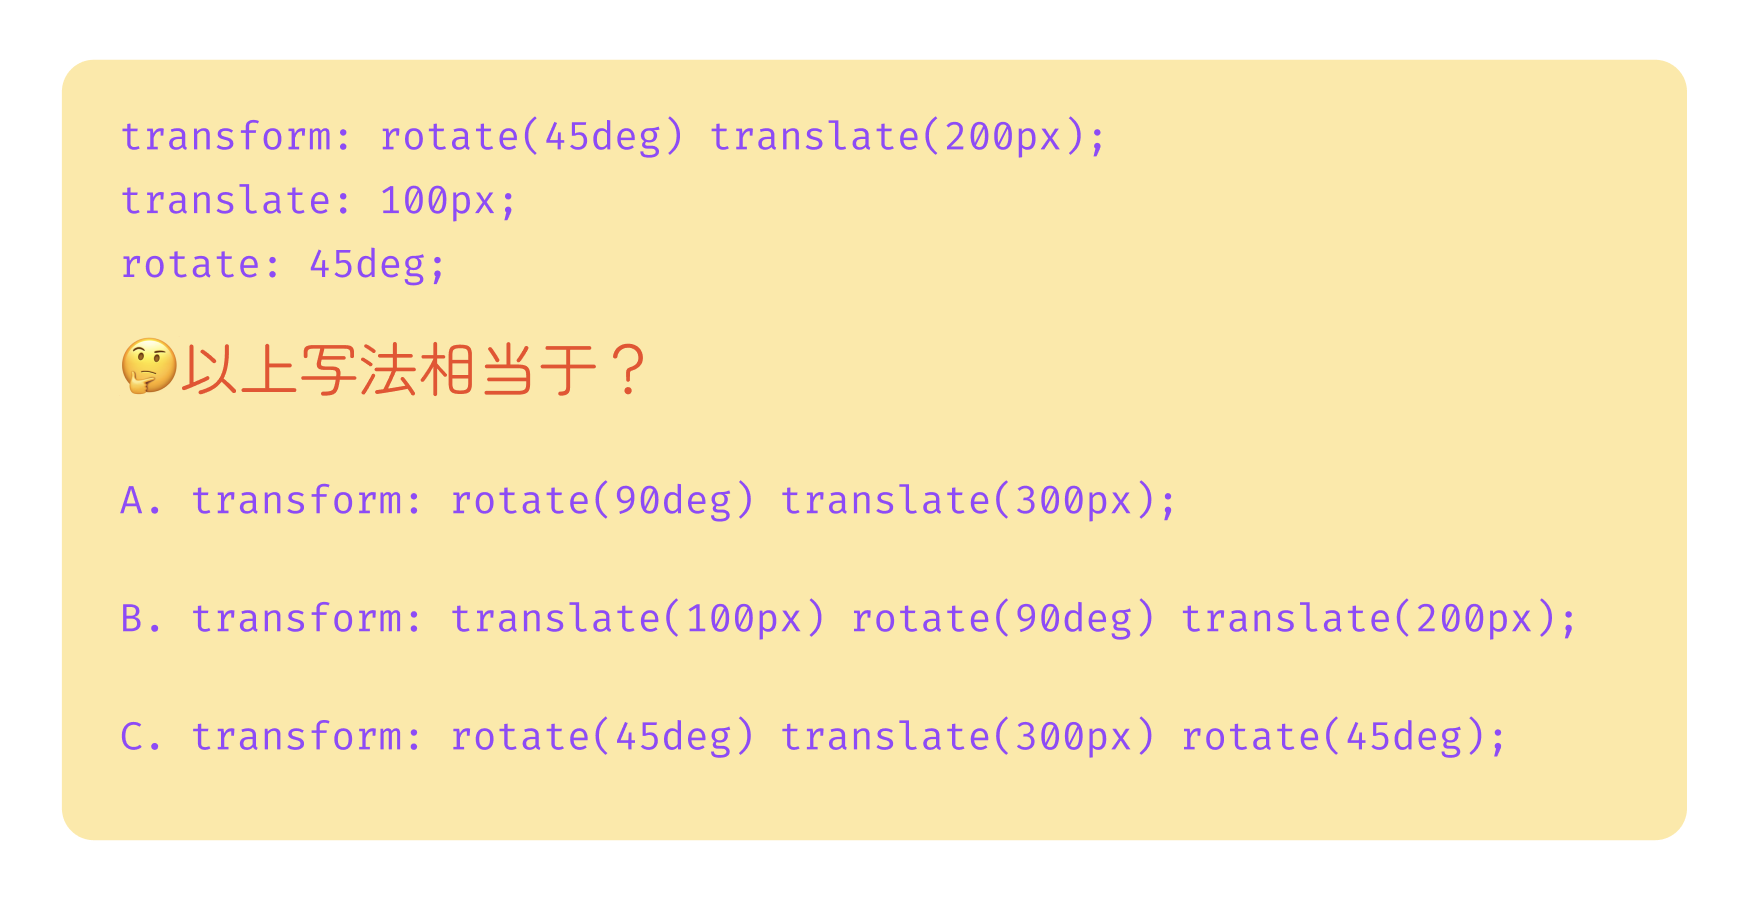 transform: rotate(45deg) translate(200px);
translate: 100px;
rotate: 45deg;
🤔以上写法相当于？
A. transform: rotate(90deg) translate(300px);
B. transform: translate(100px) rotate(90deg) translate(200px);
C. transform: rotate(45deg) translate(300px) rotate(45deg);